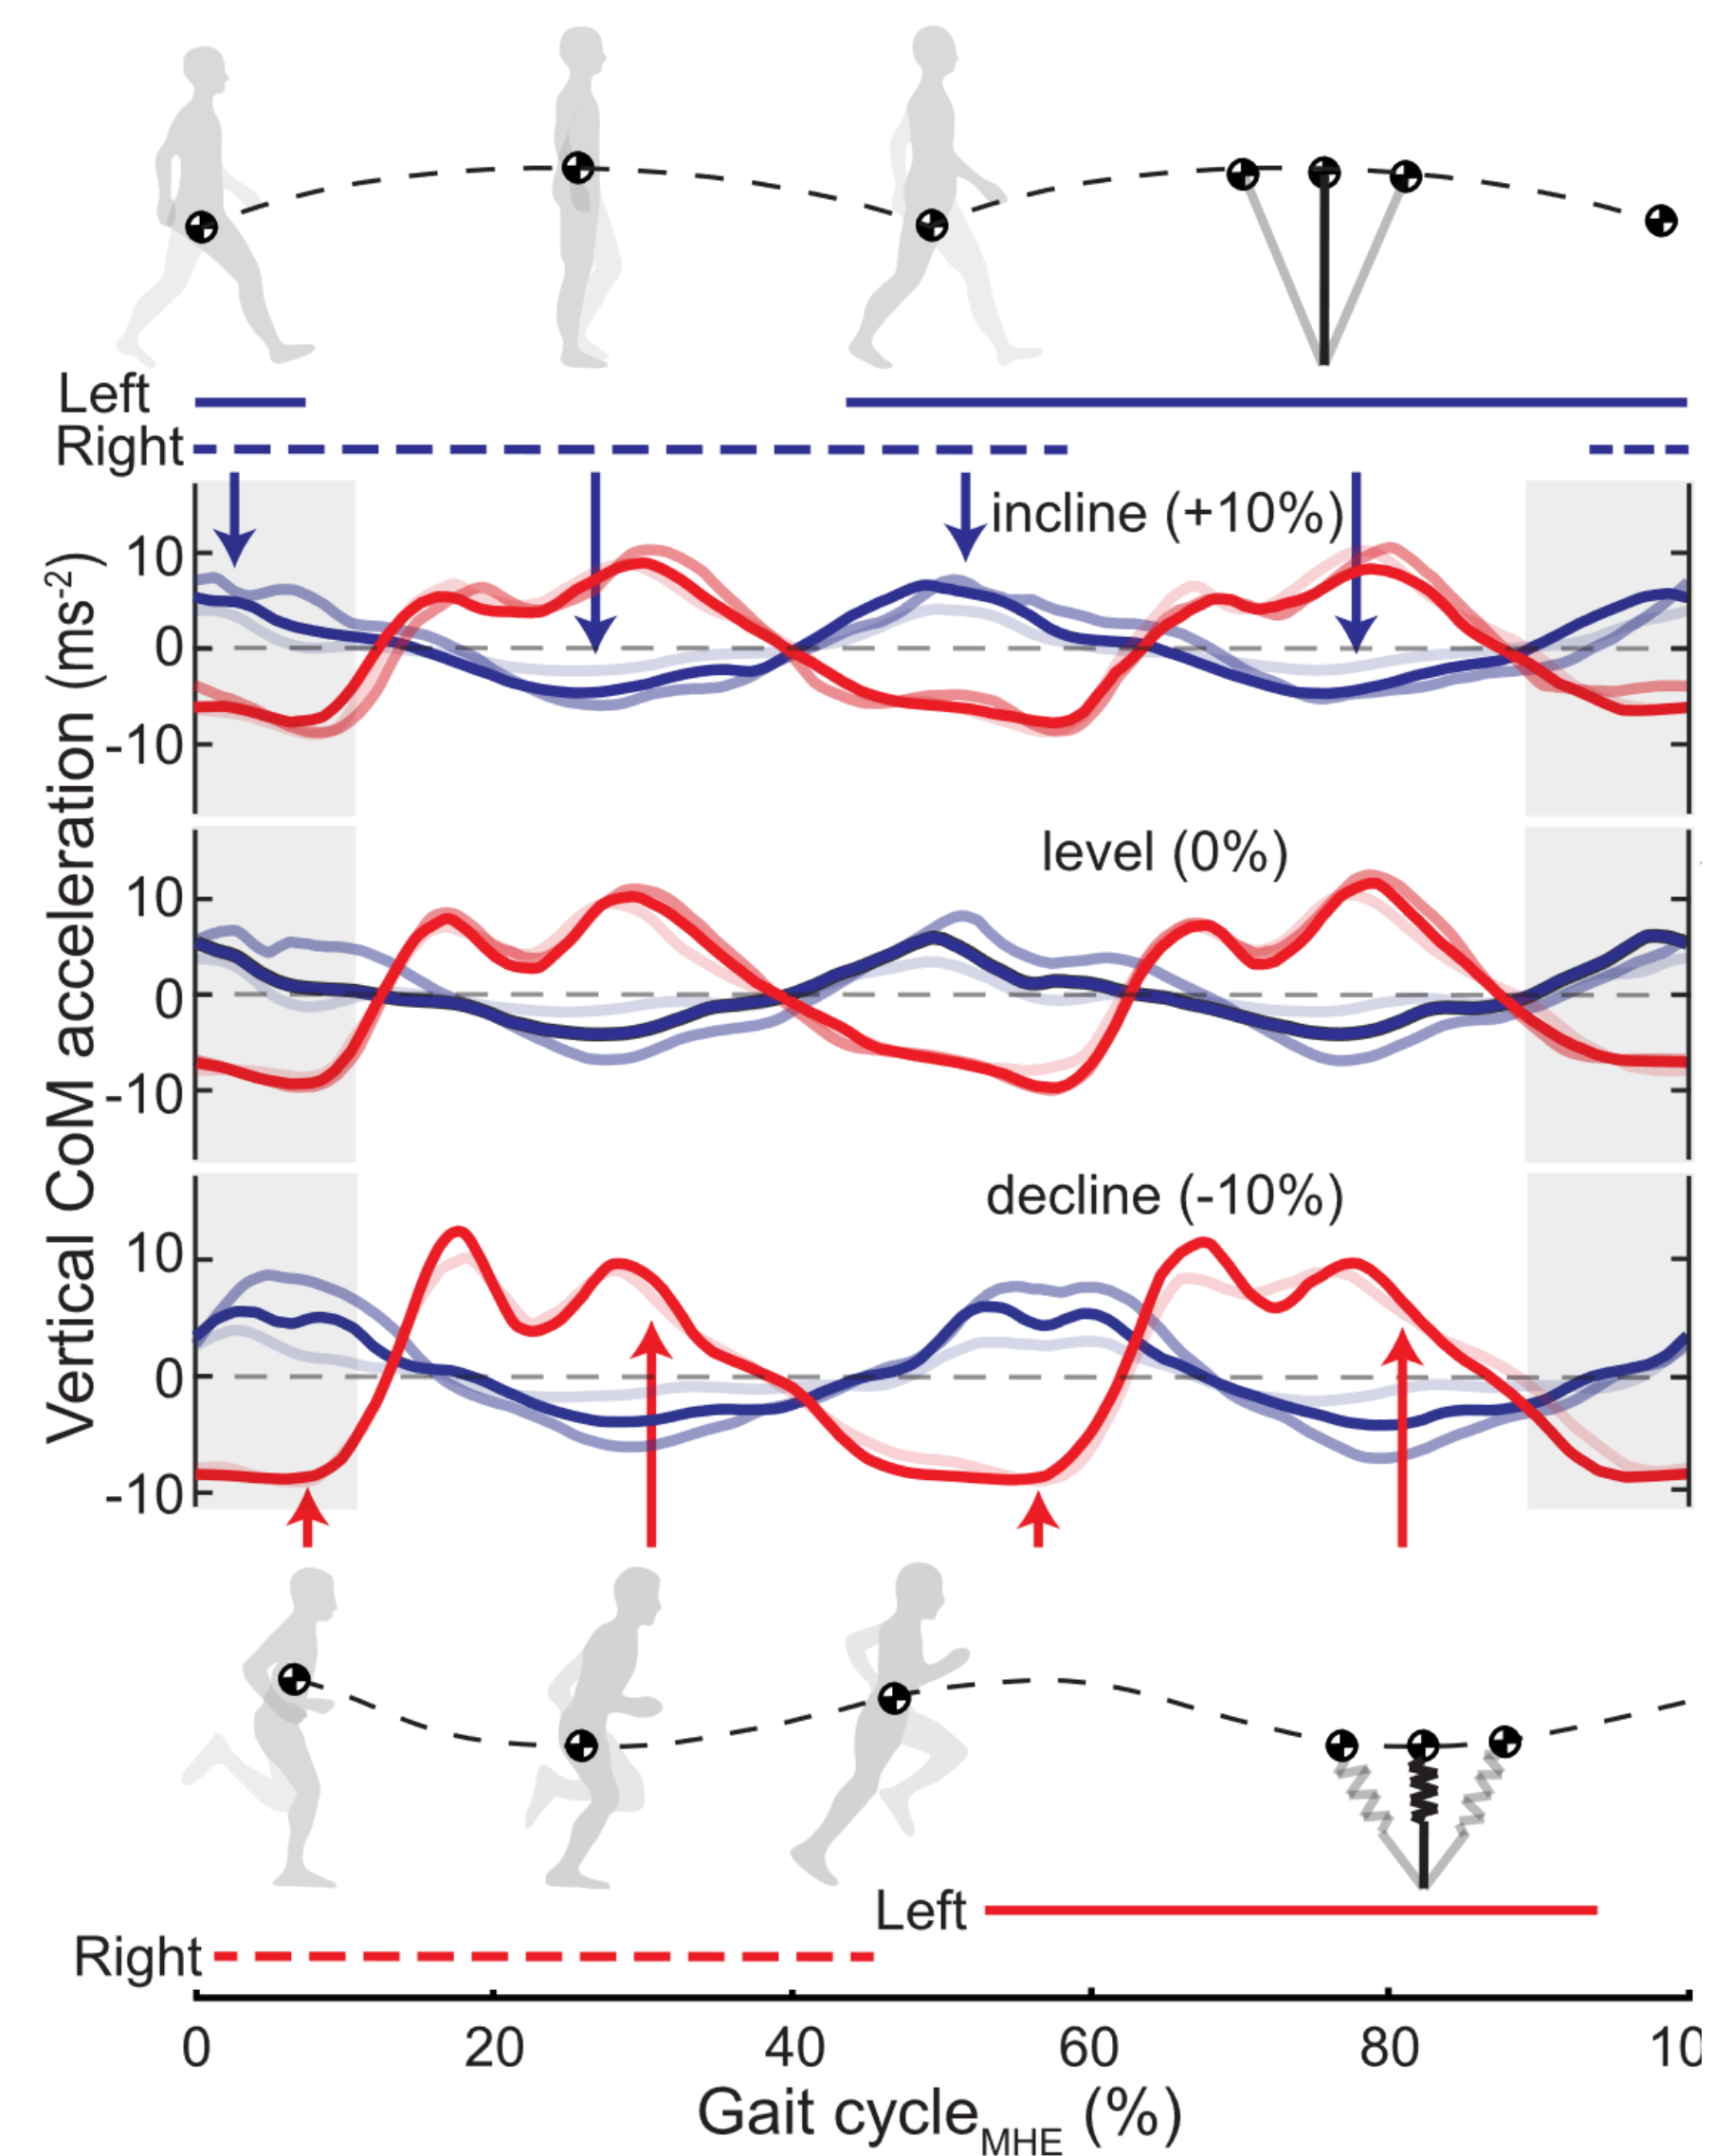 Left
Right
incline (+10%)
10
0
-10
level (0%)
10
0
-10
decline (-10%)
10
0
-10
Vertical CoM acceleration (ms-2)
Left
Right
0 20 40 60 80 10
Gait cycleMHE (%)